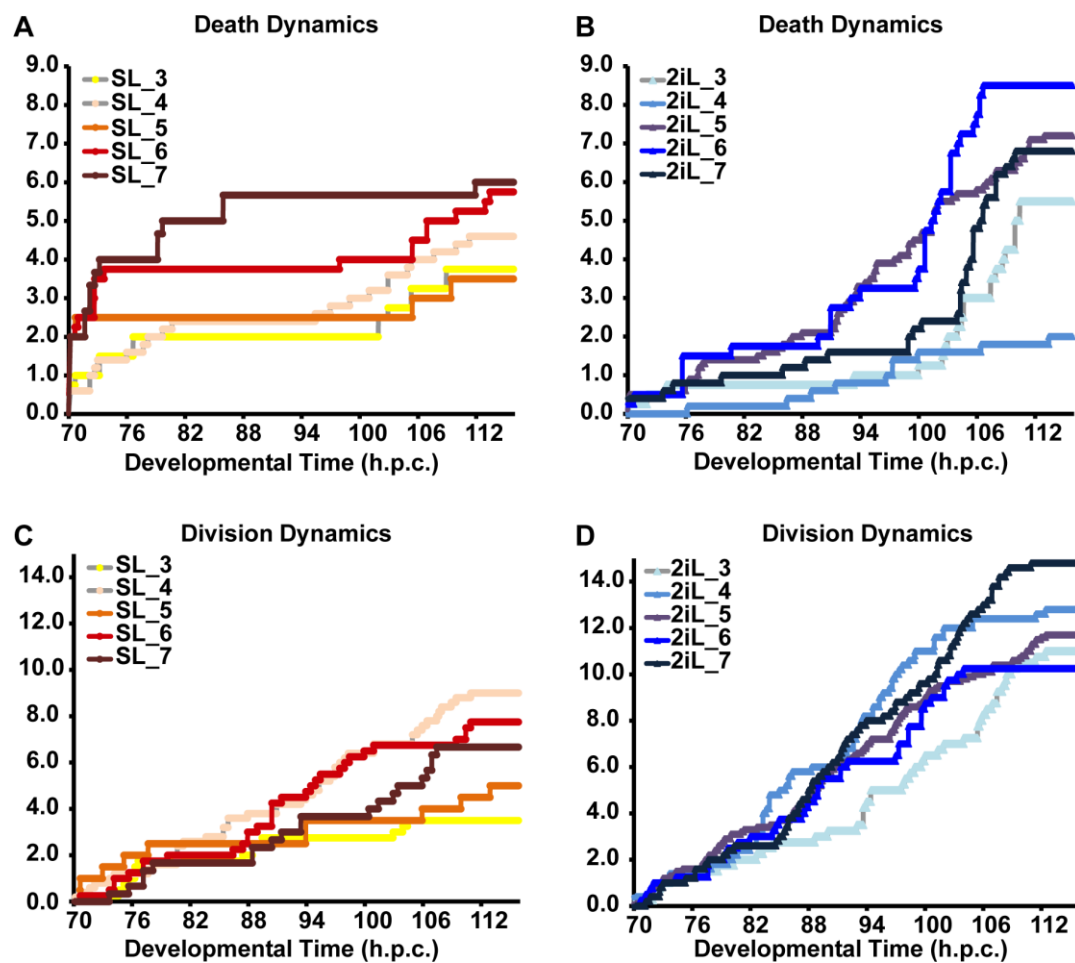 A
Death Dynamics
9.0
8.0
7.0
6.0
5.0
4.0
3.0
2.0
1.0
0.0
SL_3
SL_4
SL_5
SL_6
SL_7
70 76 82 88 94 100 106 112
Developmental Time (h.p.c.)
B
Death Dynamics
9.0
8.0
7.0
6.0
5.0
4.0
3.0
2.0
1.0
0.0
2iL_3
2iL_4
2iL_5
2iL_6
2iL_7
70 76 82 88 94 100 106 112
Developmental Time (h.p.c.)
C
Division Dynamics
14.0
12.0
10.0
8.0
6.0
4.0
2.0
0.0
SL_3
SL_4
SL_5
SL_6
SL_7
70 76 82 88 94 100 106 112
Developmental Time (h.p.c.)
D
Division Dynamics
14.0
12.0
10.0
8.0
6.0
4.0
2.0
0.0
2iL_3
2iL_4
2iL_5
2iL_6
2iL_7
70 76 82 88 94 100 106 112
Developmental Time (h.p.c.)